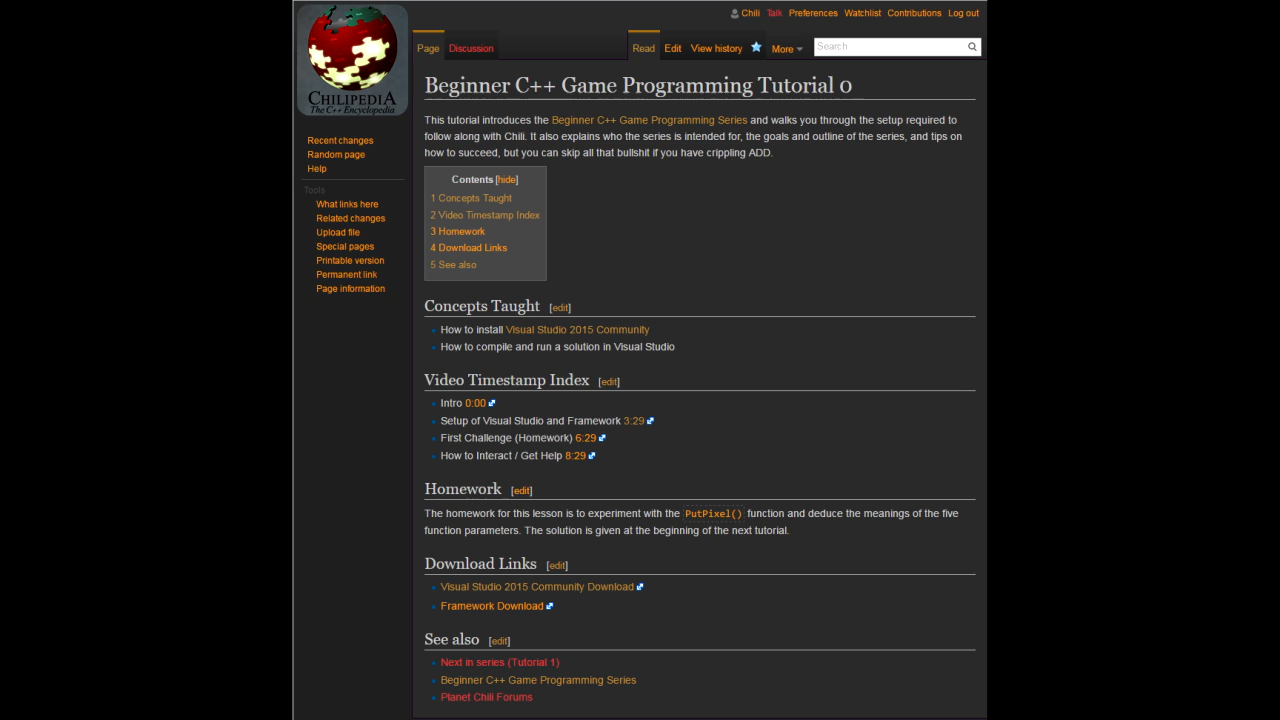 Chili Talk Preferences Watchlist Contributions Log out
Page Discussion Read Edit View history More Search
CHILIPEDIA
The C++ Encyclopedia
Recent changes
Random page
Help
Tools
What links here
Related changes
Upload file
Special pages
Printable version
Permanent link
Page information
Beginner C++ Game Programming Tutorial 0
This tutorial introduces the Beginner C++ Game Programming Series and walks you through the setup required to
follow along with Chili. It also explains who the series is intended for, the goals and outline of the series, and tips on
how to succeed, but you can skip all that bullshit if you have crippling ADD.
Contents [hide]
1 Concepts Taught
2 Video Timestamp Index
3 Homework
4 Download Links
5 See also
Concepts Taught [edit]
How to install Visual Studio 2015 Community
How to compile and run a solution in Visual Studio
Video Timestamp Index [edit]
Intro 0:00
Setup of Visual Studio and Framework 3:29
First Challenge (Homework) 6:29
How to Interact / Get Help 8:29
Homework [edit]
The homework for this lesson is to experiment with the PutPixel() function and deduce the meanings of the five
function parameters. The solution is given at the beginning of the next tutorial.
Download Links [edit]
Visual Studio 2015 Community Download
Framework Download
See also [edit]
Next in series (Tutorial 1)
Beginner C++ Game Programming Series
Planet Chili Forums